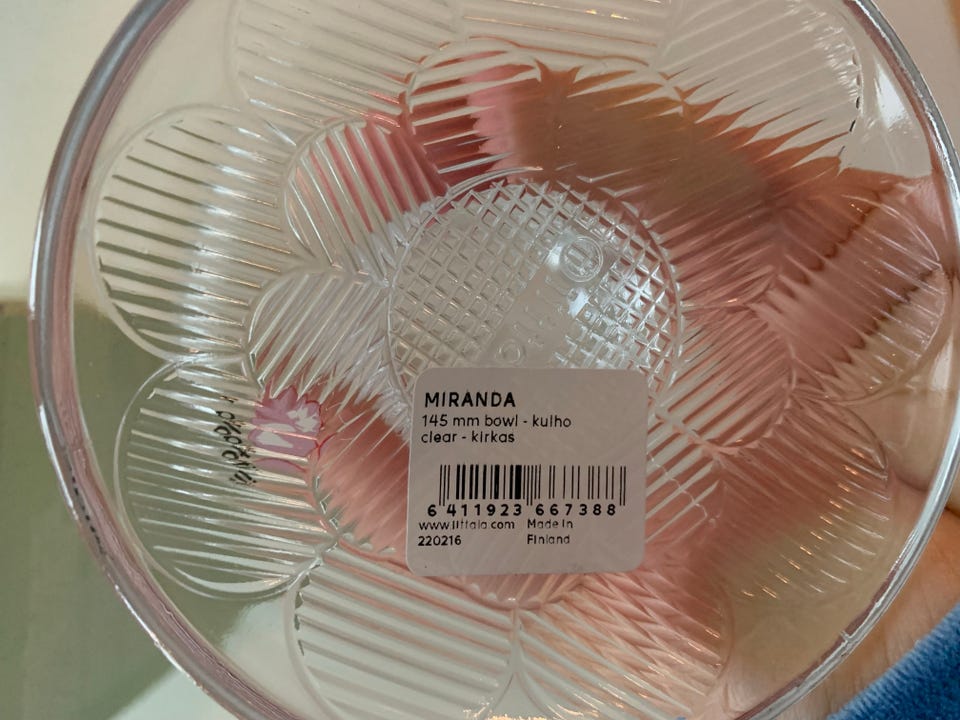 MIRANDA
145 mm bowl - kulho
clear - kirkas
6 411923 667388
www.iittala.com Made in
220216 Finland